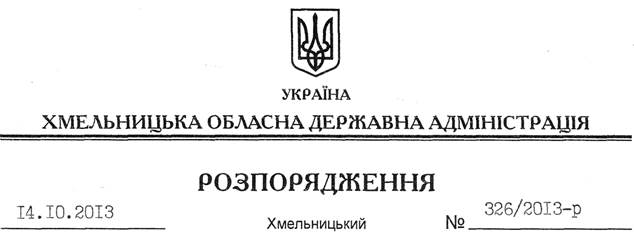 УКРАЇНА
ХМЕЛЬНИЦЬКА ОБЛАСНА ДЕРЖАВНА АДМІНІСТРАЦІЯ
РОЗПОРЯДЖЕННЯ
14.10.2013 Хмельницький № 326/2013-р